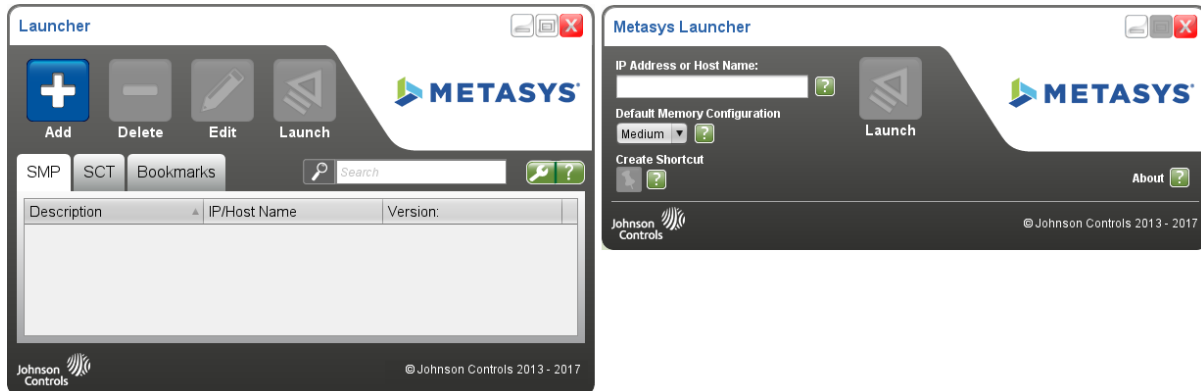 Launcher
METASYS®
Add Delete Edit Launch
SMP SCT Bookmarks Search ?
Description IP/Host Name Version:
Johnson
Controls
© Johnson Controls 2013 - 2017
Metasys Launcher
IP Address or Host Name:
?
Default Memory Configuration
Medium ?
Launch
METASYS®
Create Shortcut
?
About ?
Johnson
Controls
© Johnson Controls 2013 - 2017